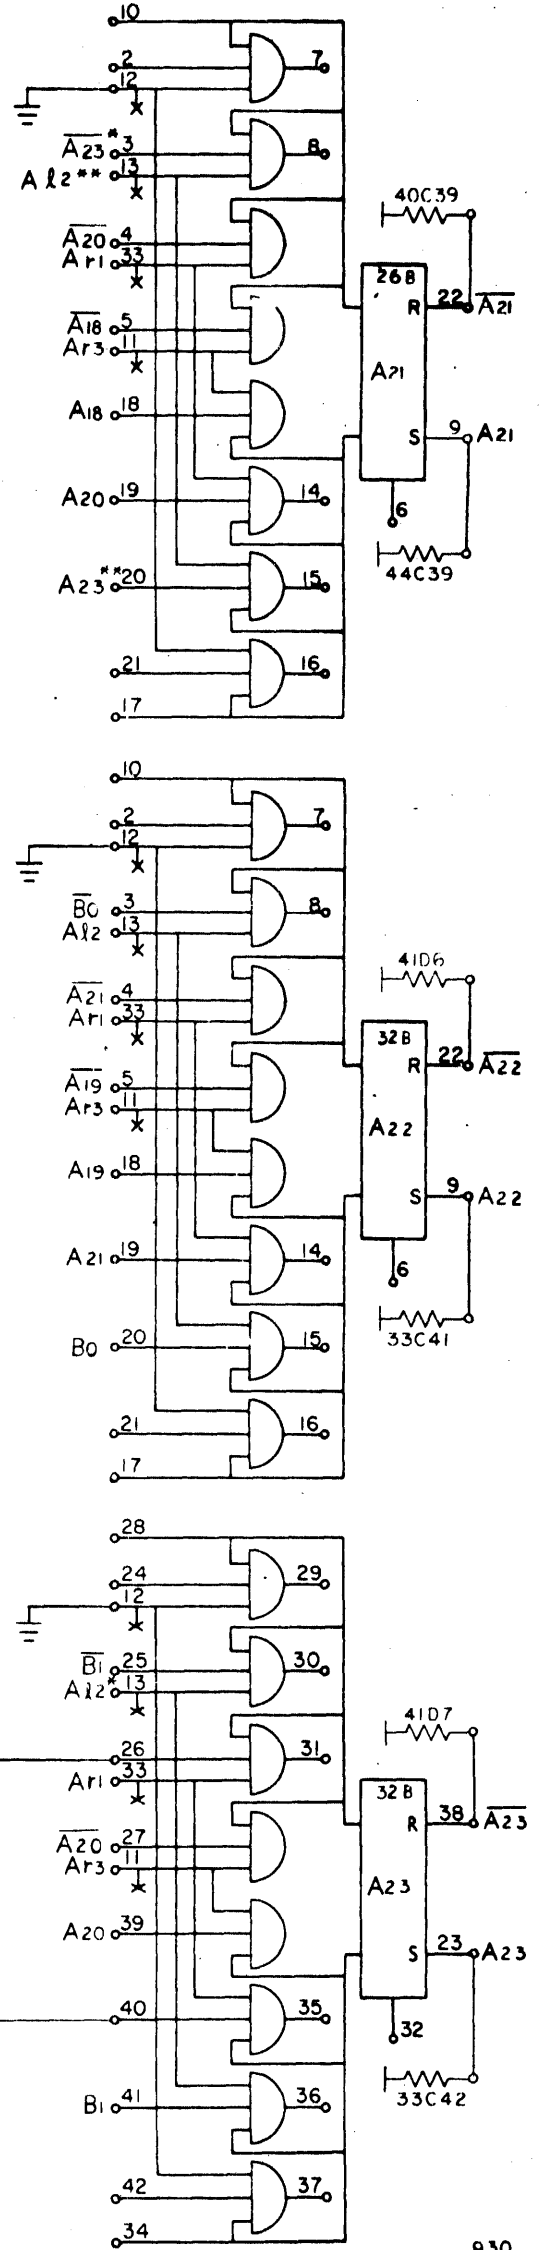 10
2 7
12
A23* 3 8
Al2** 13
40C39
A20 4
Ar1 33
26B
R 22 A21
A18 5
Ar3 11
A21
A18 18
S 9 A21
A20 19 14
6
44C39
A23** 20 15
21 16
17
10
2 7
12
B0 3 8
Al2 13
41D6
A21 4
Ar1 33
32B
R 22 A22
A19 5
Ar3 11
A22
A19 18
S 9 A22
A21 19 14
6
33C41
B0 20 15
21 16
17
28
24 29
12
B1 25 30
Al2* 13
41D7
26 31
Ar1 33
32B
R 38 A23
A20 27
Ar3 11
A23
A20 39
S 23 A23
40 35
32
33C42
B1 41 36
42 37
34
930